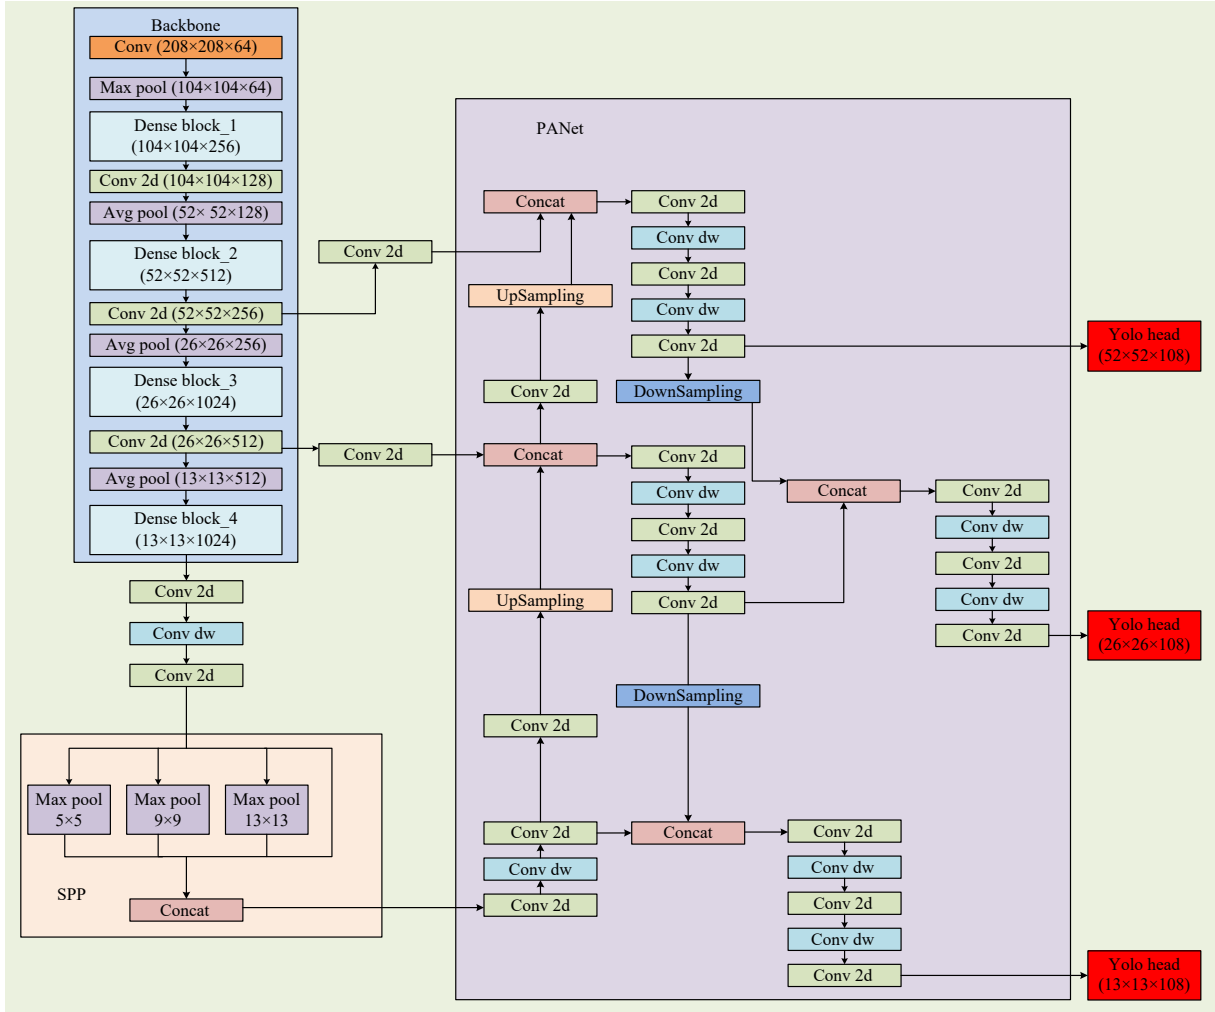 Backbone
Conv (208×208×64)
Max pool (104×104×64)
Dense block_1
(104×104×256)
Conv 2d (104×104×128)
Avg pool (52× 52×128)
Dense block_2
(52×52×512)
Conv 2d (52×52×256)
Avg pool (26×26×256)
Dense block_3
(26×26×1024)
Conv 2d (26×26×512)
Avg pool (13×13×512)
Dense block_4
(13×13×1024)
Conv 2d
Conv dw
Conv 2d
Max pool
5×5
Max pool
9×9
Max pool
13×13
SPP
Concat
Conv 2d
Conv 2d
PANet
Concat
UpSampling
Conv 2d
Concat
UpSampling
Conv 2d
Conv 2d
Conv dw
Conv 2d
Conv 2d
Conv dw
Conv 2d
Conv dw
Conv 2d
DownSampling
Conv 2d
Conv dw
Conv 2d
Conv dw
Conv 2d
DownSampling
Concat
Concat
Conv 2d
Conv dw
Conv 2d
Conv dw
Conv 2d
Conv 2d
Conv dw
Conv 2d
Conv dw
Conv 2d
Yolo head
(52×52×108)
Yolo head
(26×26×108)
Yolo head
(13×13×108)